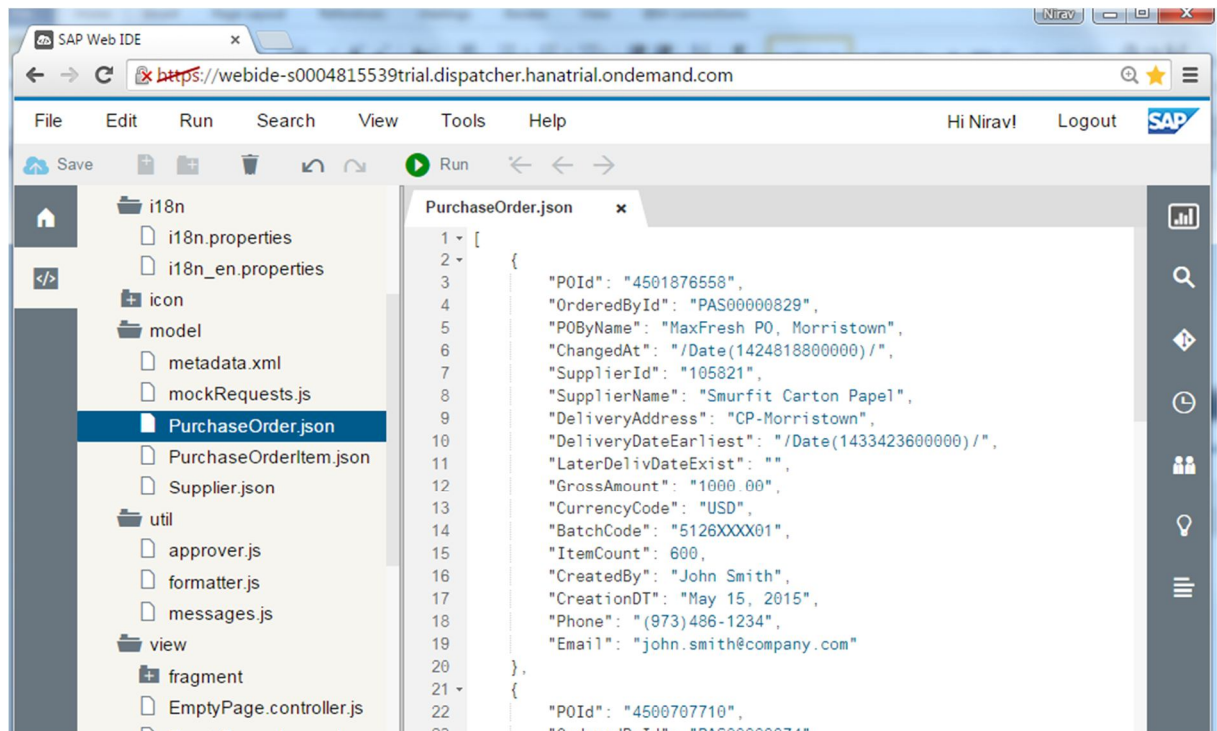 Nirav
SAP Web IDE ×
https://webide-s0004815539trial.dispatcher.hanatrial.ondemand.com
File Edit Run Search View Tools Help Hi Nirav! Logout SAP
Save Run
i18n
i18n.properties
i18n_en.properties
icon
model
metadata.xml
mockRequests.js
PurchaseOrder.json
PurchaseOrderItem.json
Supplier.json
util
approver.js
formatter.js
messages.js
view
fragment
EmptyPage.controller.js
PurchaseOrder.json ×
1 [
2 {
3 "POId": "4501876558",
4 "OrderedById": "PAS00000829",
5 "POByName": "MaxFresh PO, Morristown",
6 "ChangedAt": "/Date(1424818800000)/",
7 "SupplierId": "105821",
8 "SupplierName": "Smurfit Carton Papel",
9 "DeliveryAddress": "CP-Morristown",
10 "DeliveryDateEarliest": "/Date(1433423600000)/",
11 "LaterDelivDateExist": "",
12 "GrossAmount": "1000.00",
13 "CurrencyCode": "USD",
14 "BatchCode": "5126XXXX01",
15 "ItemCount": 600,
16 "CreatedBy": "John Smith",
17 "CreationDT": "May 15, 2015",
18 "Phone": "(973)486-1234",
19 "Email": "john.smith@company.com"
20 },
21 {
22 "POId": "4500707710",